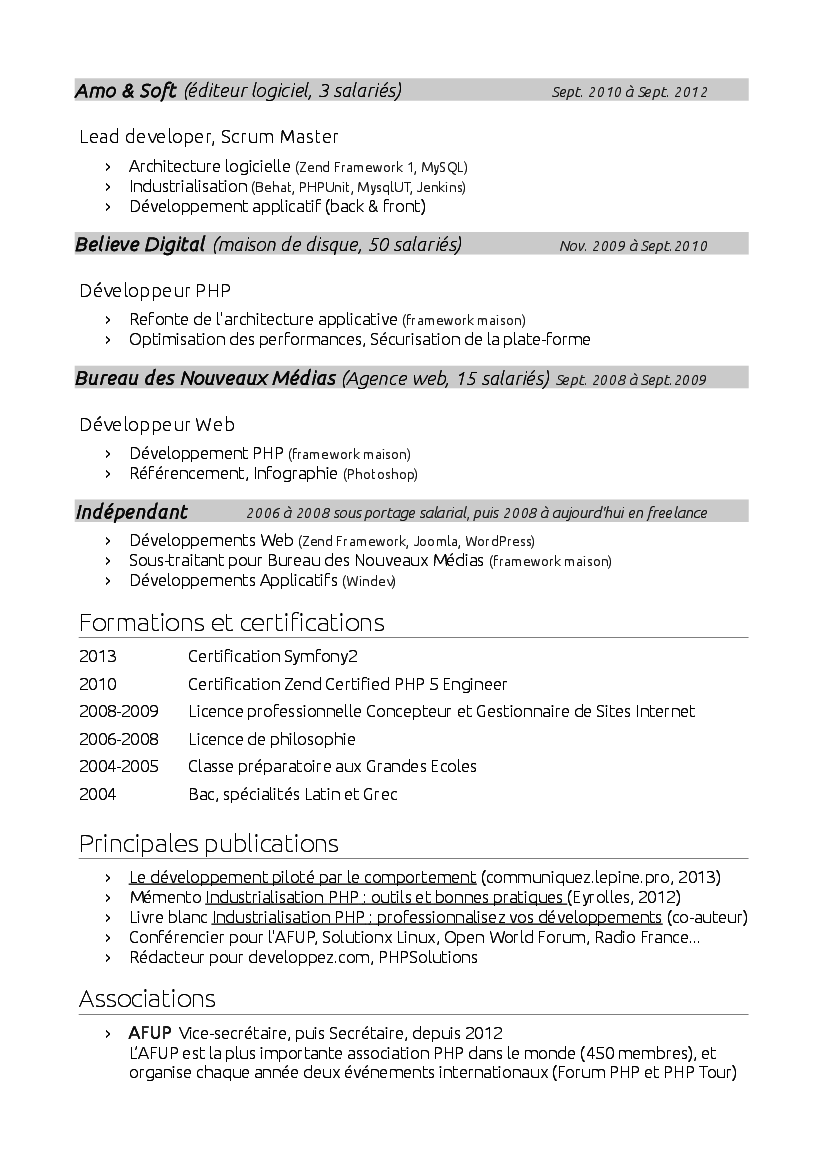 Amo & Soft (éditeur logiciel, 3 salariés) Sept. 2010 à Sept. 2012
Lead developer, Scrum Master
› Architecture logicielle (Zend Framework 1, MySQL)
› Industrialisation (Behat, PHPUnit, MysqlUT, Jenkins)
› Développement applicatif (back & front)
Believe Digital (maison de disque, 50 salariés) Nov. 2009 à Sept.2010
Développeur PHP
› Refonte de l'architecture applicative (framework maison)
› Optimisation des performances, Sécurisation de la plate-forme
Bureau des Nouveaux Médias (Agence web, 15 salariés) Sept. 2008 à Sept.2009
Développeur Web
› Développement PHP (framework maison)
› Référencement, Infographie (Photoshop)
Indépendant 2006 à 2008 sous portage salarial, puis 2008 à aujourd'hui en freelance
› Développements Web (Zend Framework, Joomla, WordPress)
› Sous-traitant pour Bureau des Nouveaux Médias (framework maison)
› Développements Applicatifs (Windev)
Formations et certifications
2013 Certification Symfony2
2010 Certification Zend Certified PHP 5 Engineer
2008-2009 Licence professionnelle Concepteur et Gestionnaire de Sites Internet
2006-2008 Licence de philosophie
2004-2005 Classe préparatoire aux Grandes Ecoles
2004 Bac, spécialités Latin et Grec
Principales publications
› Le développement piloté par le comportement (communiquez.lepine.pro, 2013)
› Mémento Industrialisation PHP : outils et bonnes pratiques (Eyrolles, 2012)
› Livre blanc Industrialisation PHP : professionnalisez vos développements (co-auteur)
› Conférencier pour l'AFUP, Solutionx Linux, Open World Forum, Radio France...
› Rédacteur pour developpez.com, PHPSolutions
Associations
› AFUP Vice-secrétaire, puis Secrétaire, depuis 2012
L'AFUP est la plus importante association PHP dans le monde (450 membres), et
organise chaque année deux événements internationaux (Forum PHP et PHP Tour)